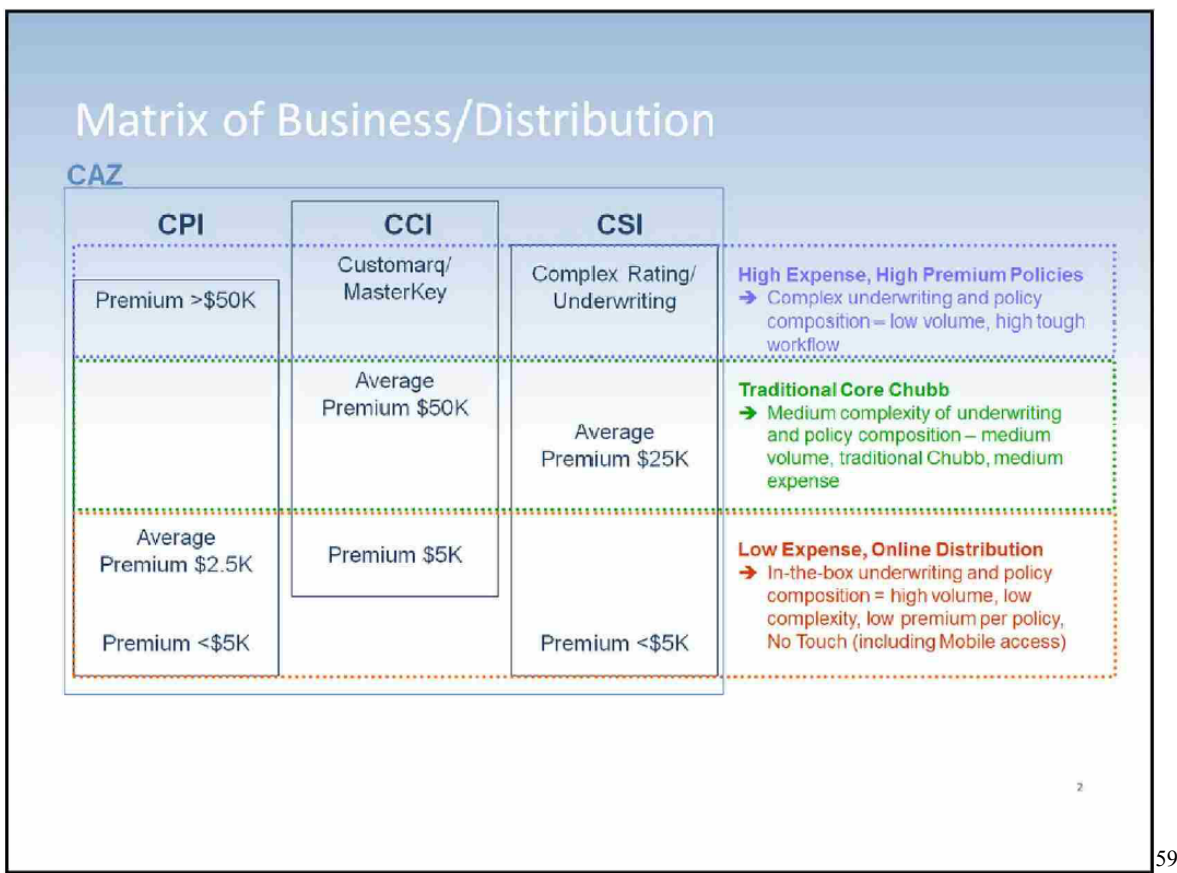 Matrix of Business/Distribution
CAZ
CPI
CCI
CSI
Premium >$50K
Customarq/
MasterKey
Complex Rating/
Underwriting
High Expense, High Premium Policies
➔ Complex underwriting and policy
composition – low volume, high tough
workflow
Average
Premium $50K
Average
Premium $25K
Traditional Core Chubb
➔ Medium complexity of underwriting
and policy composition – medium
volume, traditional Chubb, medium
expense
Average
Premium $2.5K
Premium $5K
Premium <$5K
Premium <$5K
Low Expense, Online Distribution
➔ In-the-box underwriting and policy
composition = high volume, low
complexity, low premium per policy,
No Touch (including Mobile access)
2
59